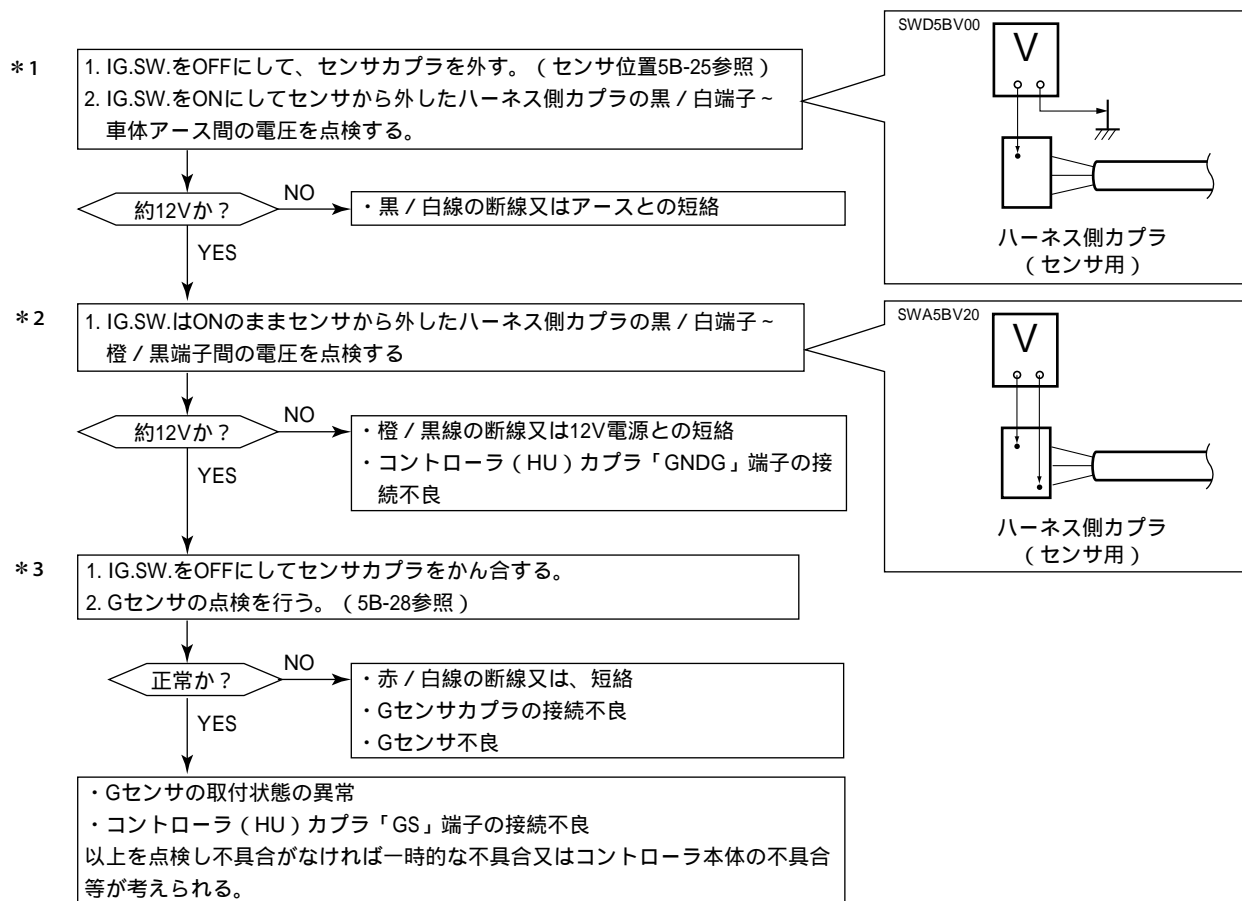 ＊1
1. IG.SW.をOFFにして、センサカプラを外す。（センサ位置5B-25参照）
2. IG.SW.をONにしてセンサから外したハーネス側カプラの黒／白端子～
車体アース間の電圧を点検する。
SWD5BV00
V
ハーネス側カプラ
（センサ用）
約12Vか？
NO
・黒／白線の断線又はアースとの短絡
YES
＊2
1. IG.SW.はONのままセンサから外したハーネス側カプラの黒／白端子～
橙／黒端子間の電圧を点検する
SWA5BV20
V
ハーネス側カプラ
（センサ用）
約12Vか？
NO
・橙／黒線の断線又は12V電源との短絡
・コントローラ（HU）カプラ「GNDG」端子の接
続不良
YES
＊3
1. IG.SW.をOFFにしてセンサカプラをかん合する。
2. Gセンサの点検を行う。（5B-28参照）
正常か？
NO
・赤／白線の断線又は、短絡
・Gセンサカプラの接続不良
・Gセンサ不良
YES
・Gセンサの取付状態の異常
・コントローラ（HU）カプラ「GS」端子の接続不良
以上を点検し不具合がなければ一時的な不具合又はコントローラ本体の不具合
等が考えられる。